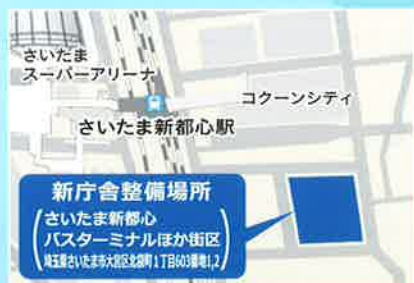 さいたま
スーパーアリーナ
コクーンシティ
さいたま新都心駅
新庁舎整備場所
(さいたま新都心
バスターミナルほか街区
埼玉県さいたま市大宮区北袋町1丁目603番地1,2)